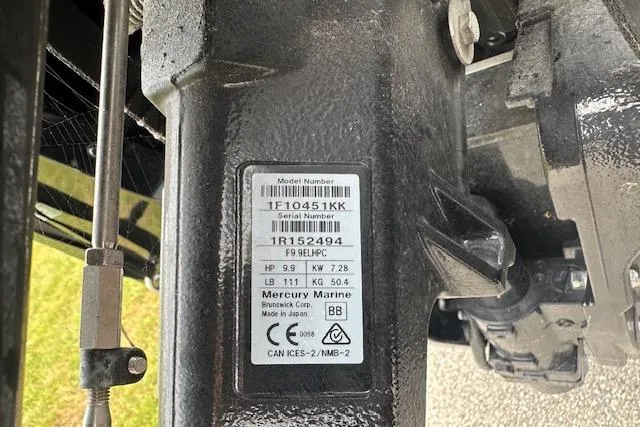 Model Number
1F10451KK
Serial Number
1R152494
F9.9ELHPC
HP 9.9 KW 7.28
LB 111 KG 50.4
Mercury Marine
Brunswick Corp.
Made in Japan
BB
CE 0098
CAN ICES-2/NMB-2